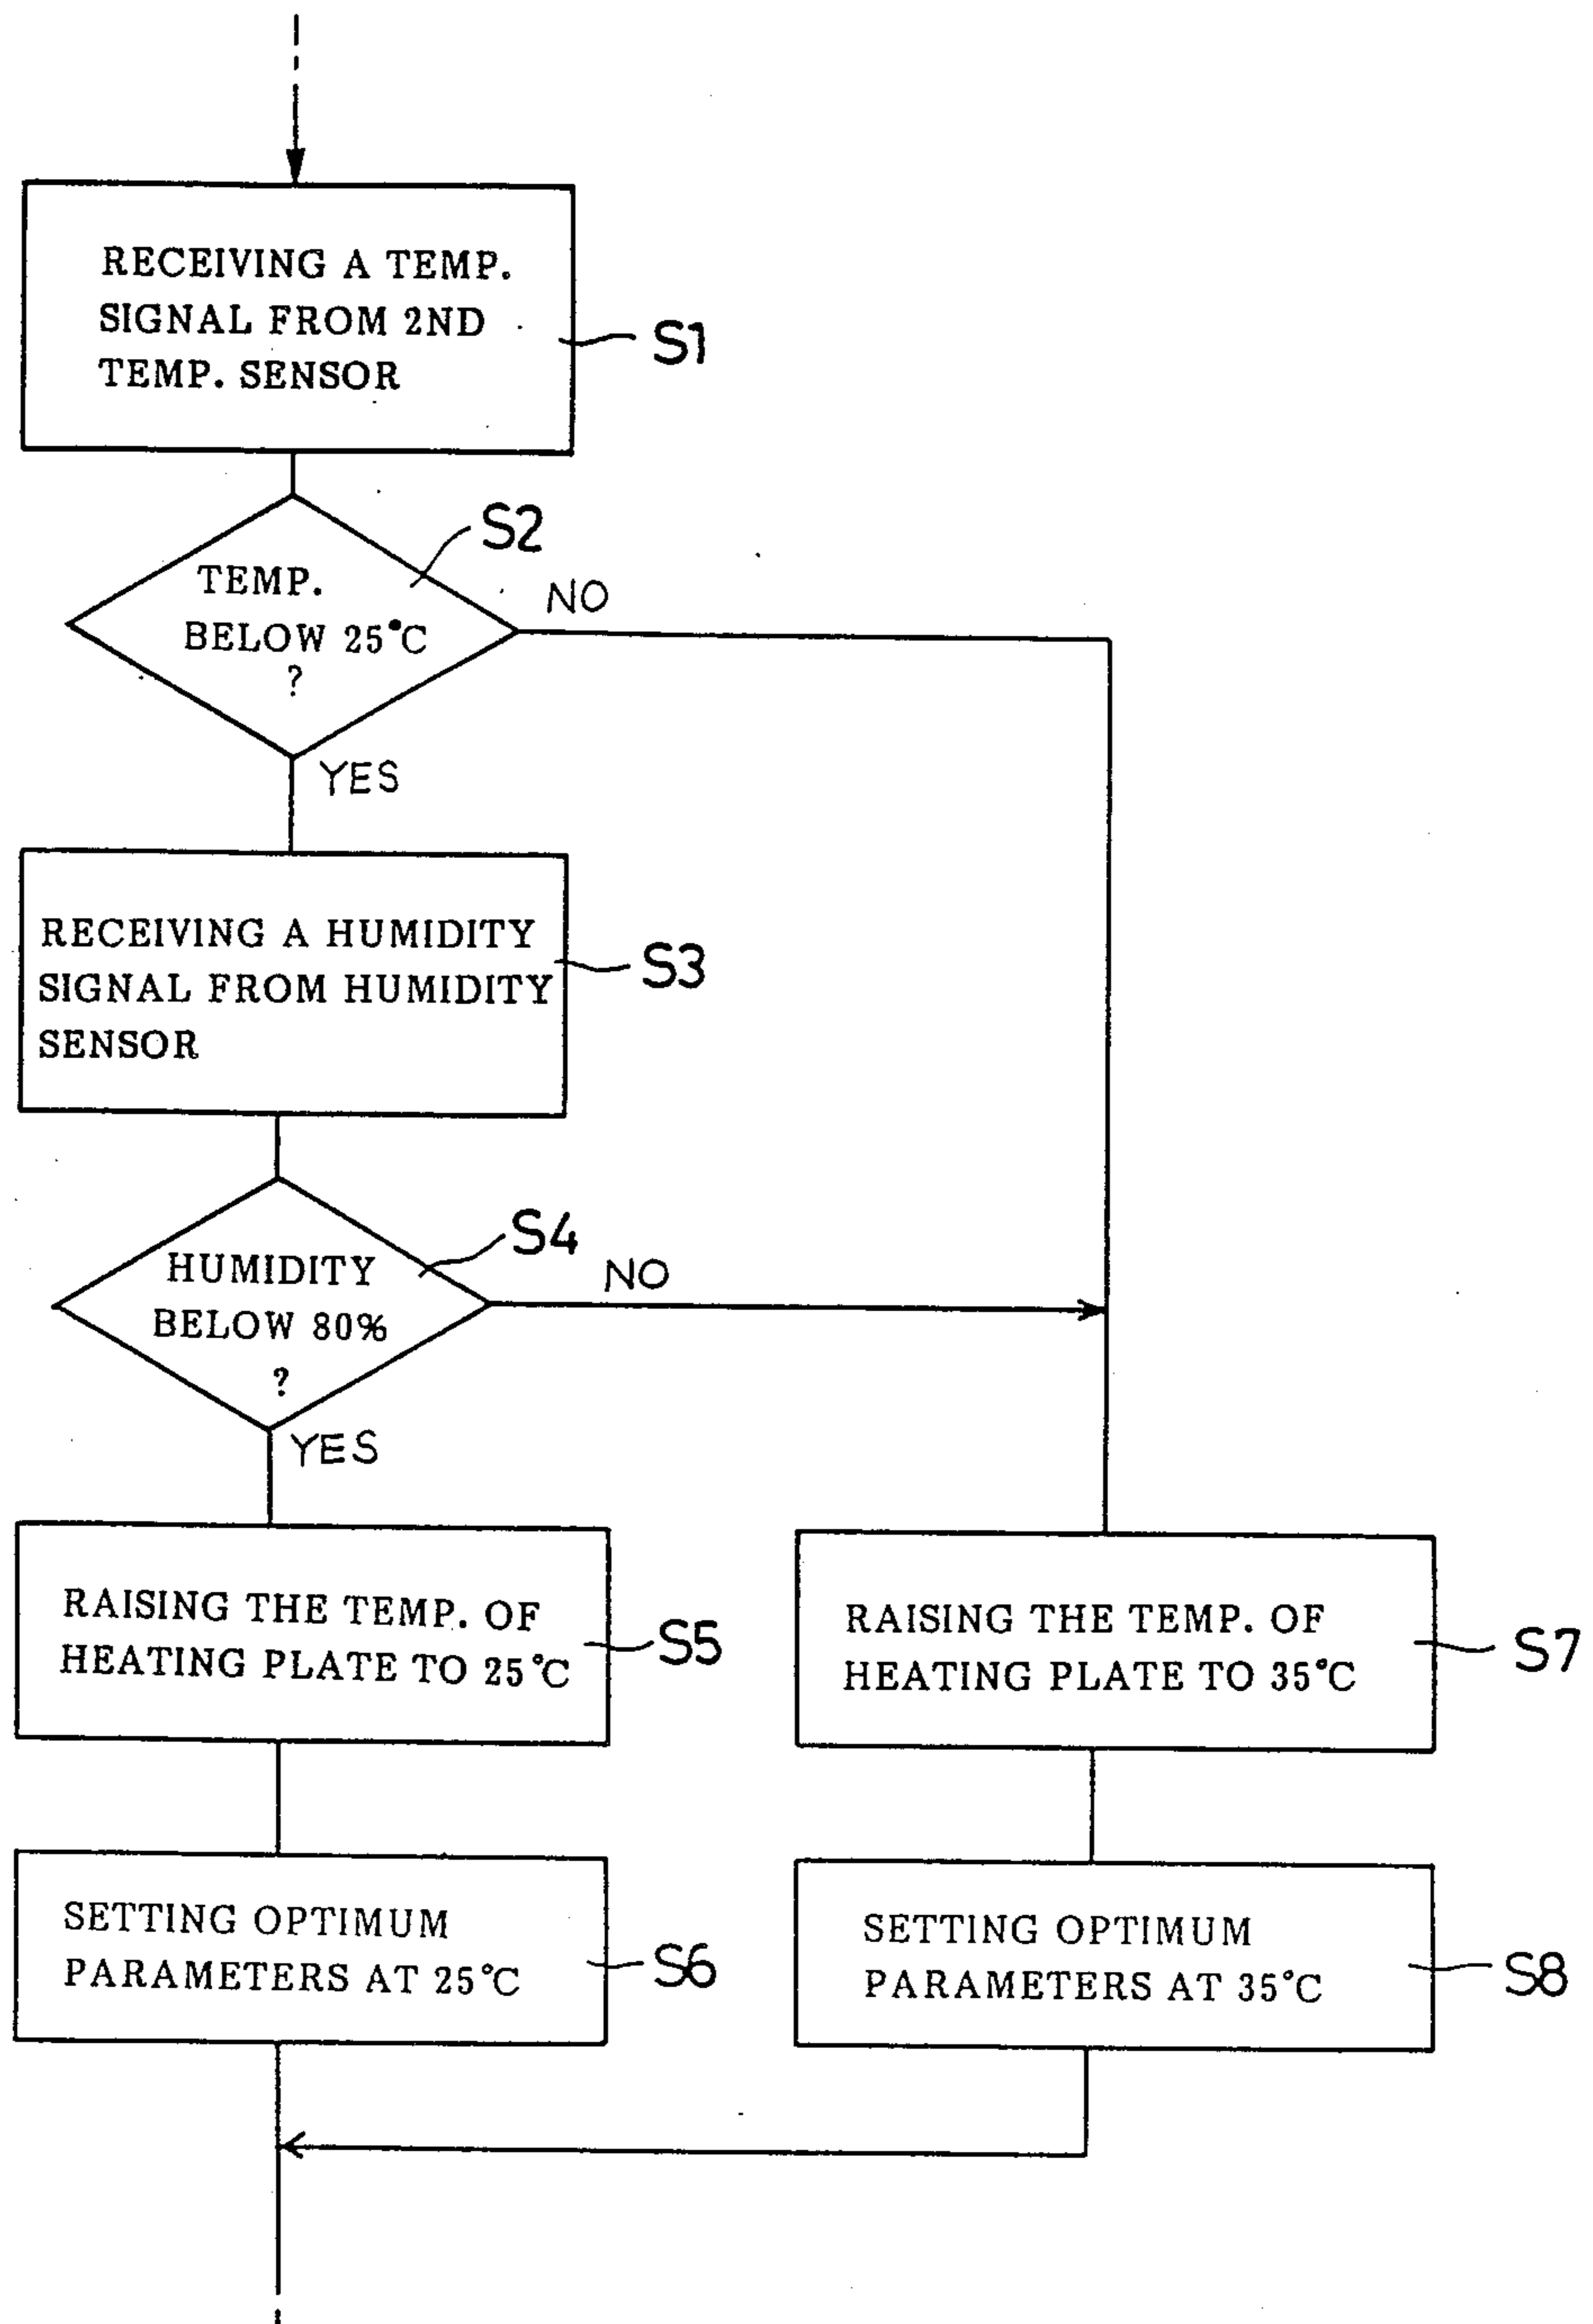 RECEIVING A TEMP.
SIGNAL FROM 2ND
TEMP. SENSOR
S1
S2
TEMP.
BELOW 25°C
?
NO
YES
RECEIVING A HUMIDITY
SIGNAL FROM HUMIDITY
SENSOR
S3
S4
HUMIDITY
BELOW 80%
?
NO
YES
RAISING THE TEMP. OF
HEATING PLATE TO 25°C
S5
RAISING THE TEMP. OF
HEATING PLATE TO 35°C
S7
SETTING OPTIMUM
PARAMETERS AT 25°C
S6
SETTING OPTIMUM
PARAMETERS AT 35°C
S8